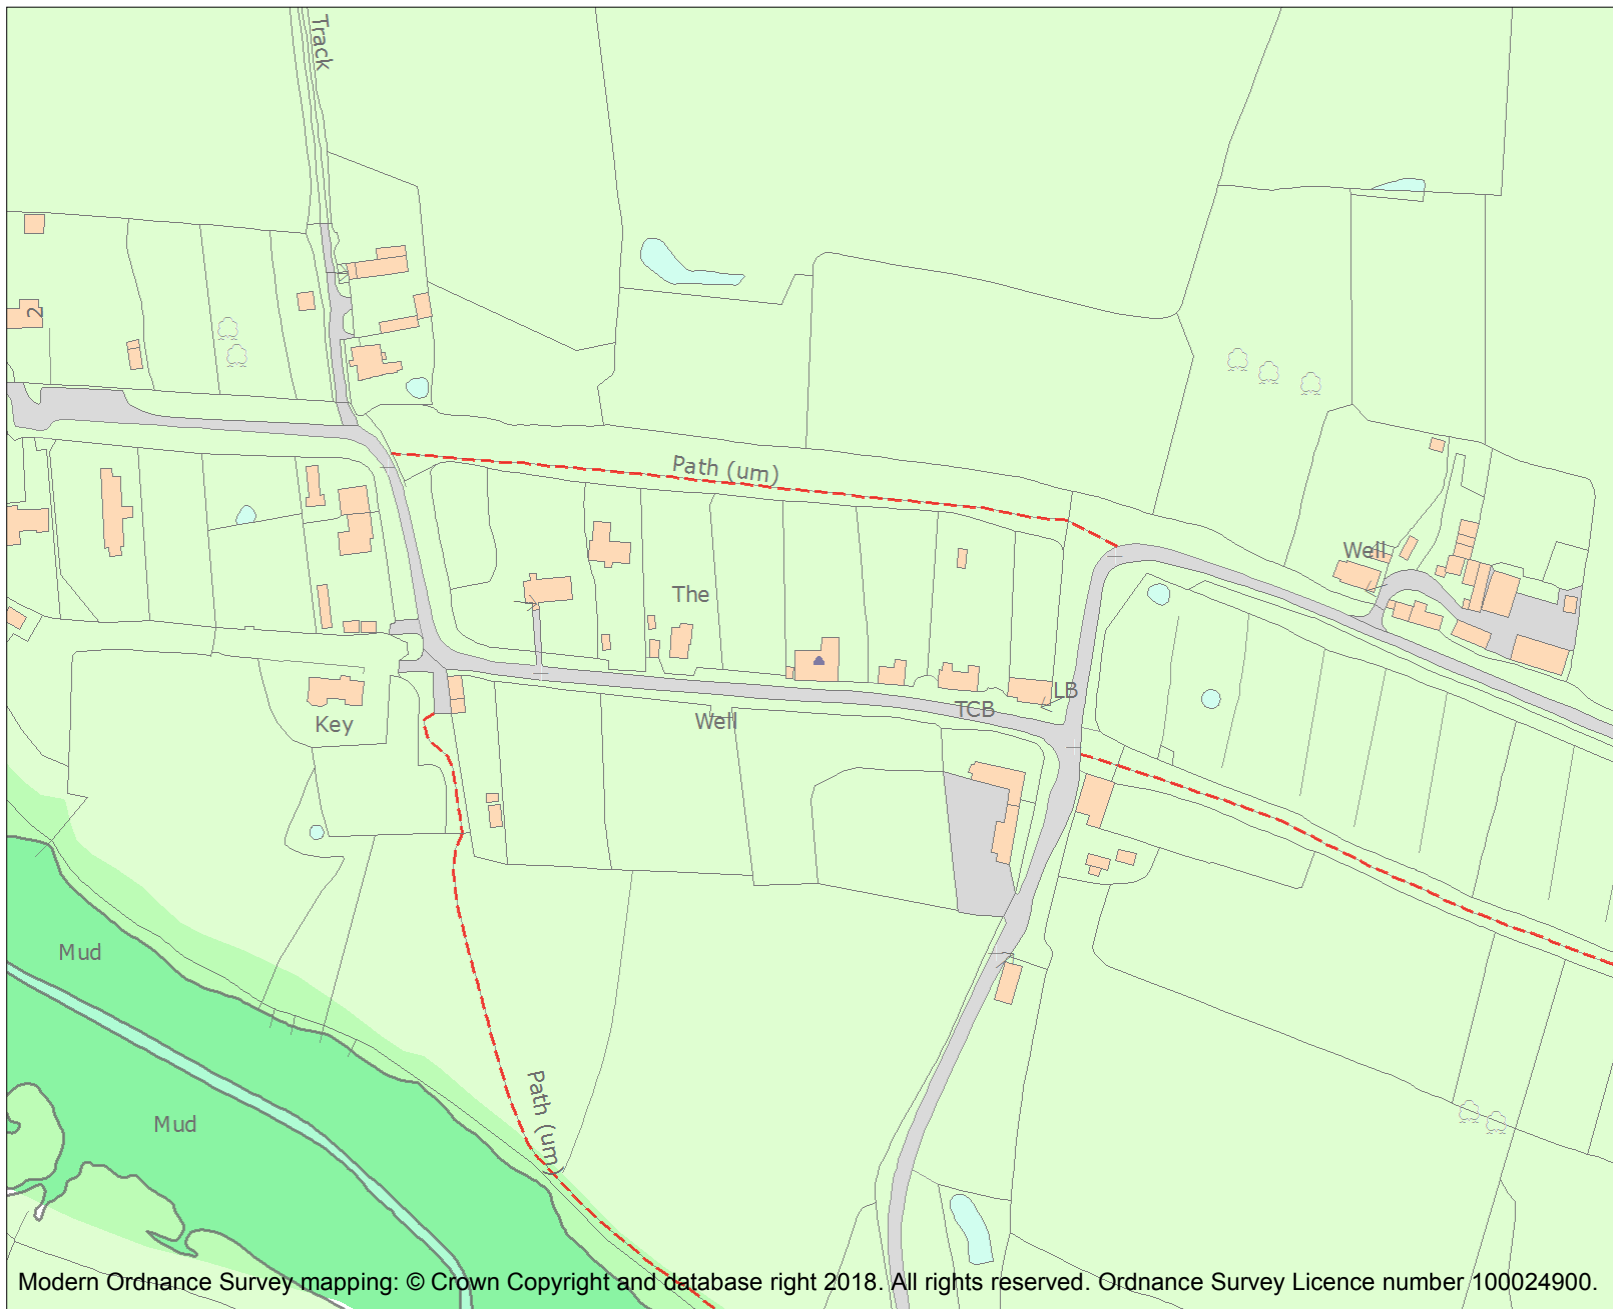 Track
2
Path (um)
Well
The
LB
TCB
Well
Key
Mud
Path (um)
Mud
Modern Ordnance Survey mapping: © Crown Copyright and database right 2018. All rights reserved. Ordnance Survey Licence number 100024900.